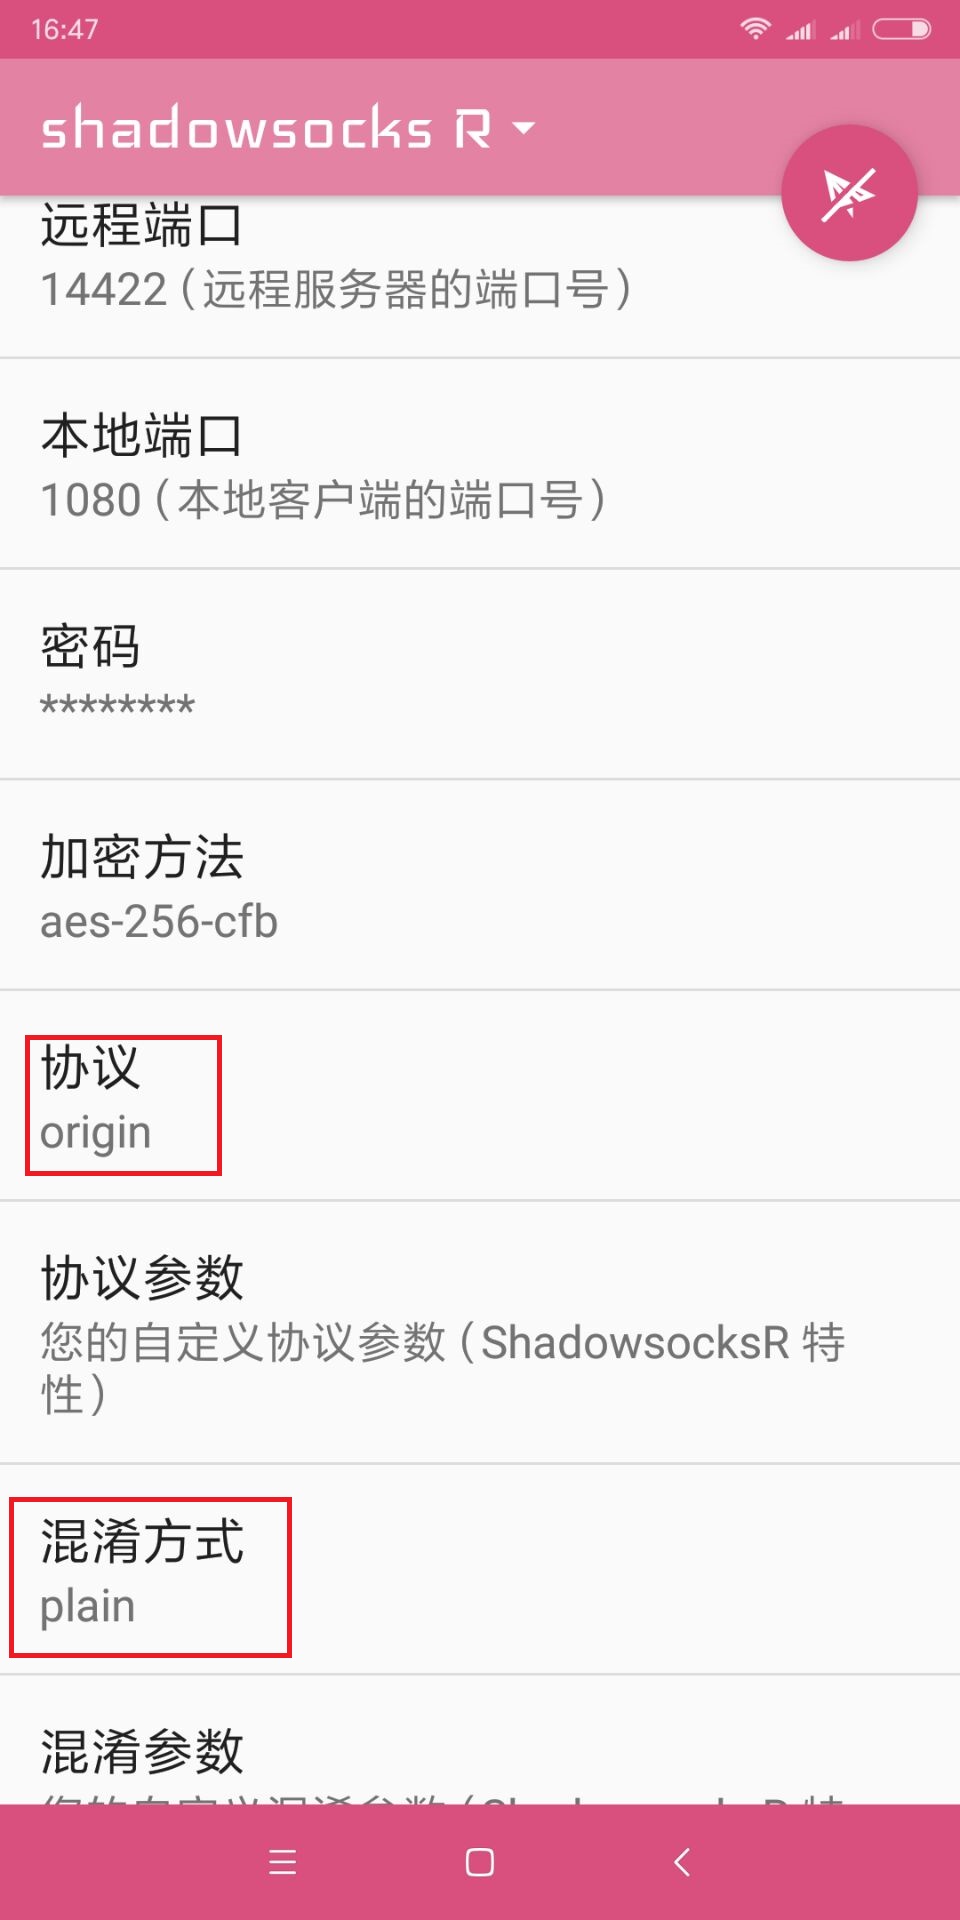 16:47
shadowsocks R
远程端口
14422（远程服务器的端口号）
本地端口
1080（本地客户端的端口号）
密码
********
加密方法
aes-256-cfb
协议
origin
协议参数
您的自定义协议参数（ShadowsocksR 特
性）
混淆方式
plain
混淆参数